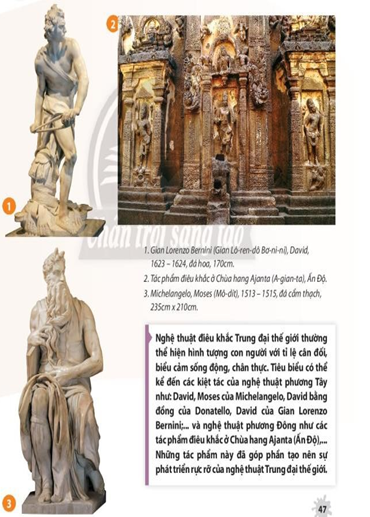 2
1
Chân trời sáng tạo
1. Gian Lorenzo Bernini (Gian Lô-ren-dô Bơ-ni-ni), David,
1623 – 1624, đá hoa, 170cm.
2. Tác phẩm điêu khắc ở Chùa hang Ajanta (A-gian-ta), Ấn Độ.
3. Michelangelo, Moses (Mô-dít), 1513 – 1515, đá cẩm thạch,
235cm x 210cm.
Nghệ thuật điêu khắc Trung đại thế giới thường
thể hiện hình tượng con người với tỉ lệ cân đối,
biểu cảm sống động, chân thực. Tiêu biểu có thể
kể đến các kiệt tác của nghệ thuật phương Tây
như: David, Moses của Michelangelo, David bằng
đồng của Donatello, David của Gian Lorenzo
Bernini;... và nghệ thuật phương Đông như các
tác phẩm điêu khắc ở Chùa hang Ajanta (Ấn Độ),...
Những tác phẩm này đã góp phần tạo nên sự
phát triển rực rỡ của nghệ thuật Trung đại thế giới.
3
47